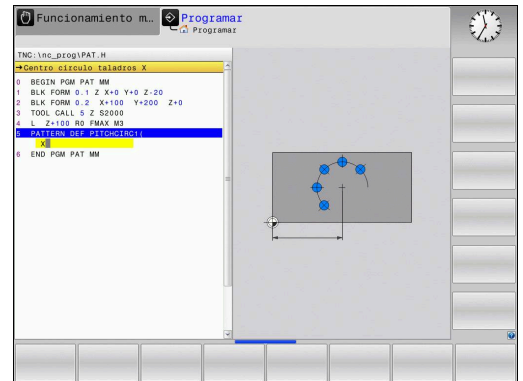 Funcionamiento m… Programar
Programar
TNC:\nc_prog\PAT.H
→Centro círculo taladros X
0 BEGIN PGM PAT MM
1 BLK FORM 0.1 Z X+0 Y+0 Z-20
2 BLK FORM 0.2 X+100 Y+200 Z+0
3 TOOL CALL 5 Z S2000
4 L Z+100 R0 FMAX M3
5 PATTERN DEF PITCHCIRC1(
X
6 END PGM PAT MM